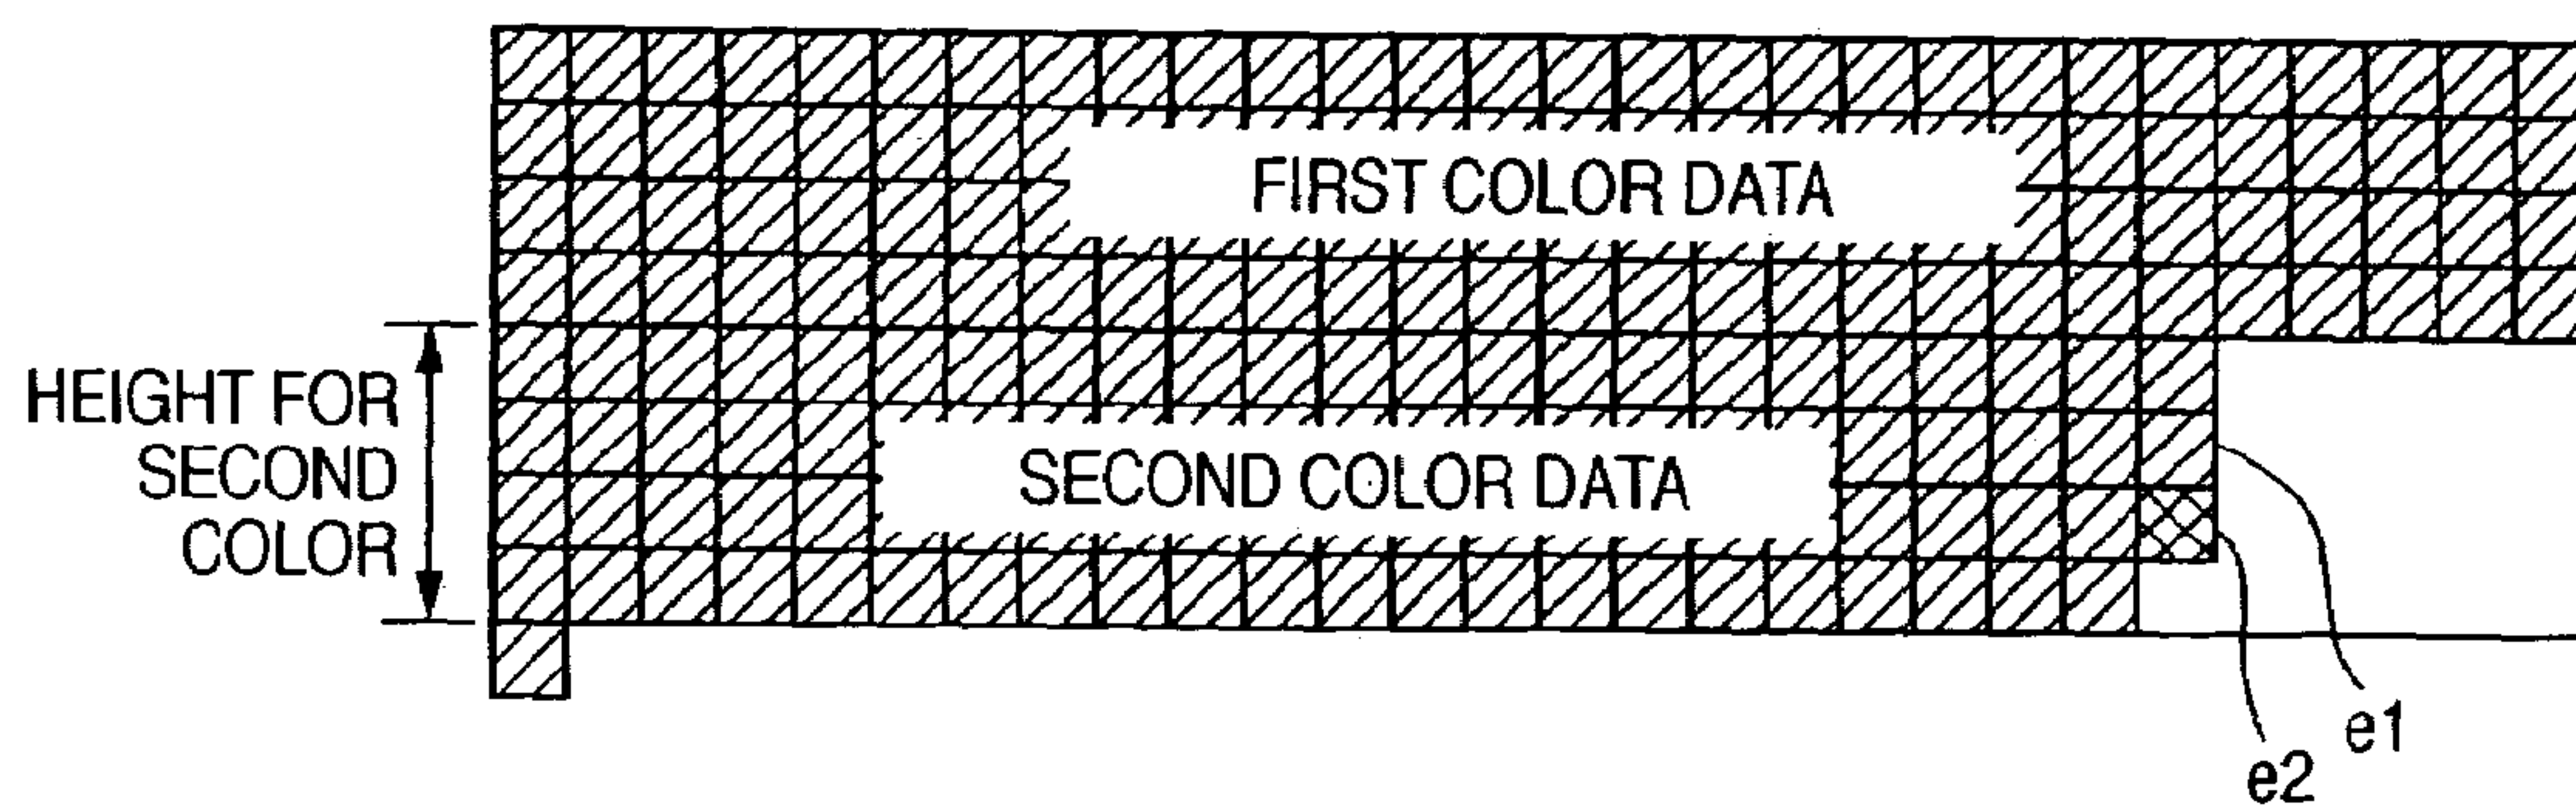 FIRST COLOR DATA
HEIGHT FOR
SECOND
COLOR
SECOND COLOR DATA
e1
e2